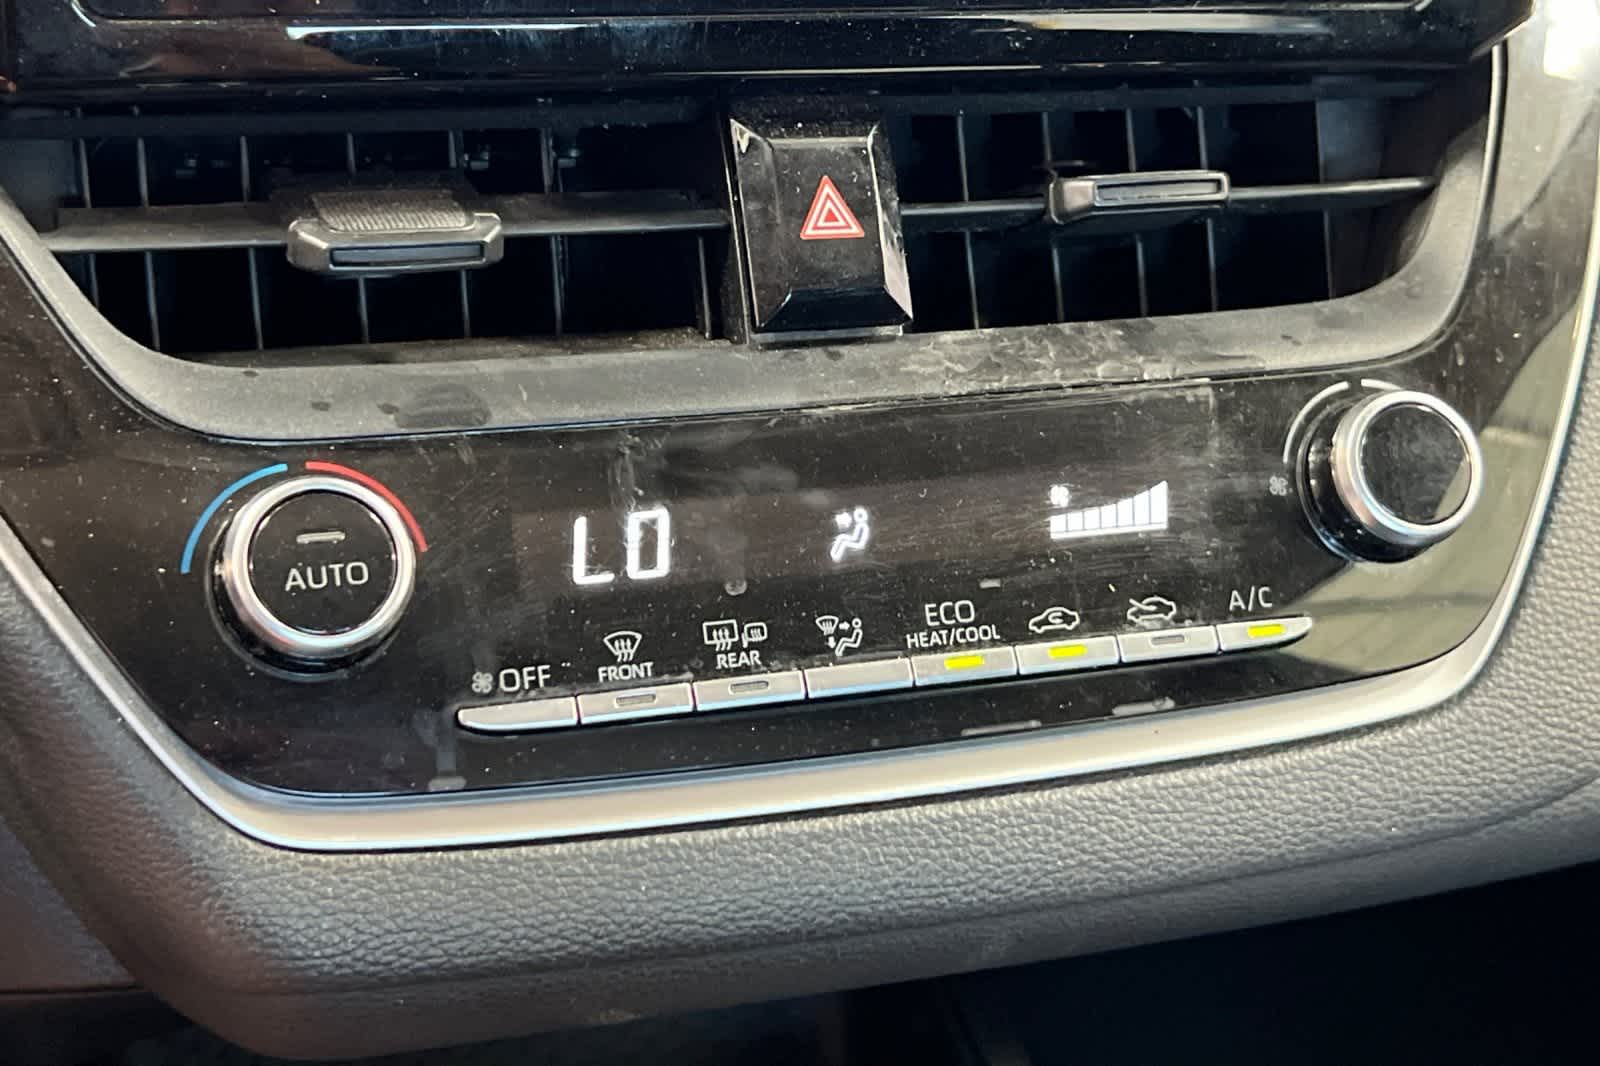 LO
AUTO
OFF
FRONT
REAR
ECO
HEAT/COOL
A/C